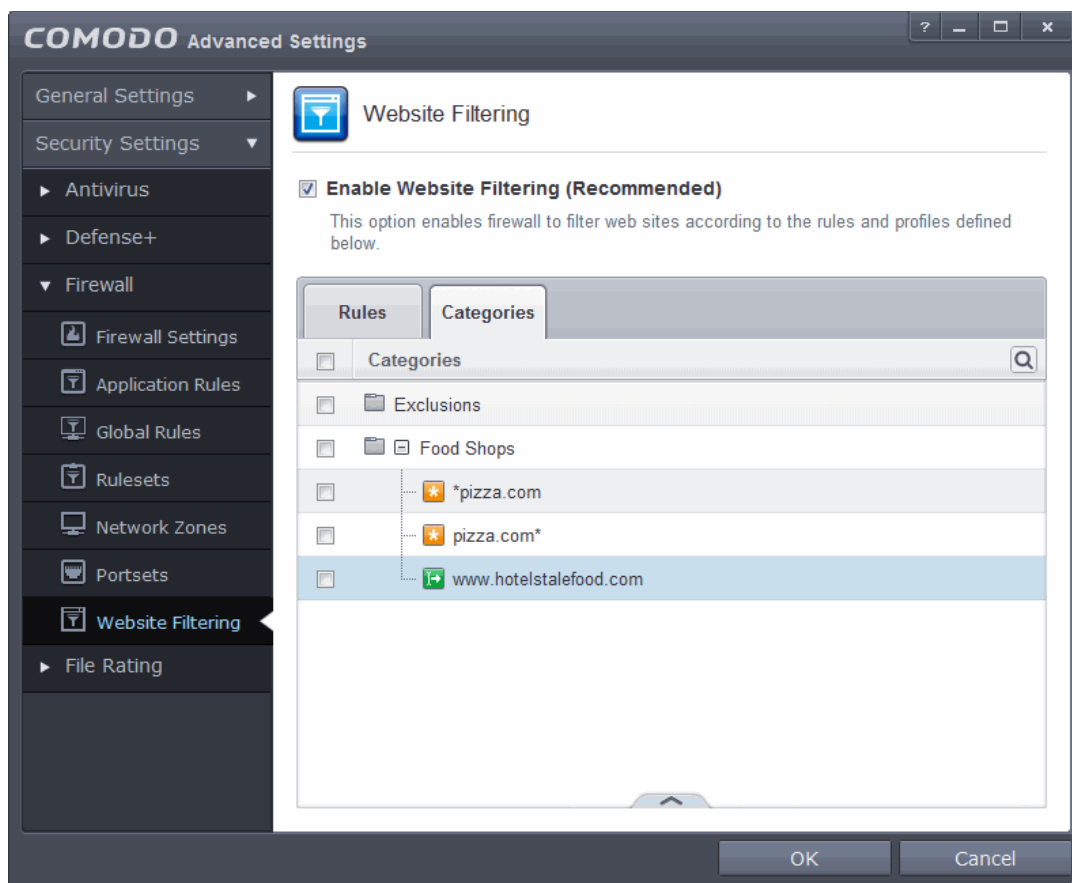 COMODO Advanced Settings
?
General Settings
Security Settings
Antivirus
Defense+
Firewall
Firewall Settings
Application Rules
Global Rules
Rulesets
Network Zones
Portsets
Website Filtering
File Rating
Website Filtering
Enable Website Filtering (Recommended)
This option enables firewall to filter web sites according to the rules and profiles defined
below.
Rules Categories
Categories
Exclusions
Food Shops
*pizza.com
pizza.com*
www.hotelstalefood.com
OK Cancel